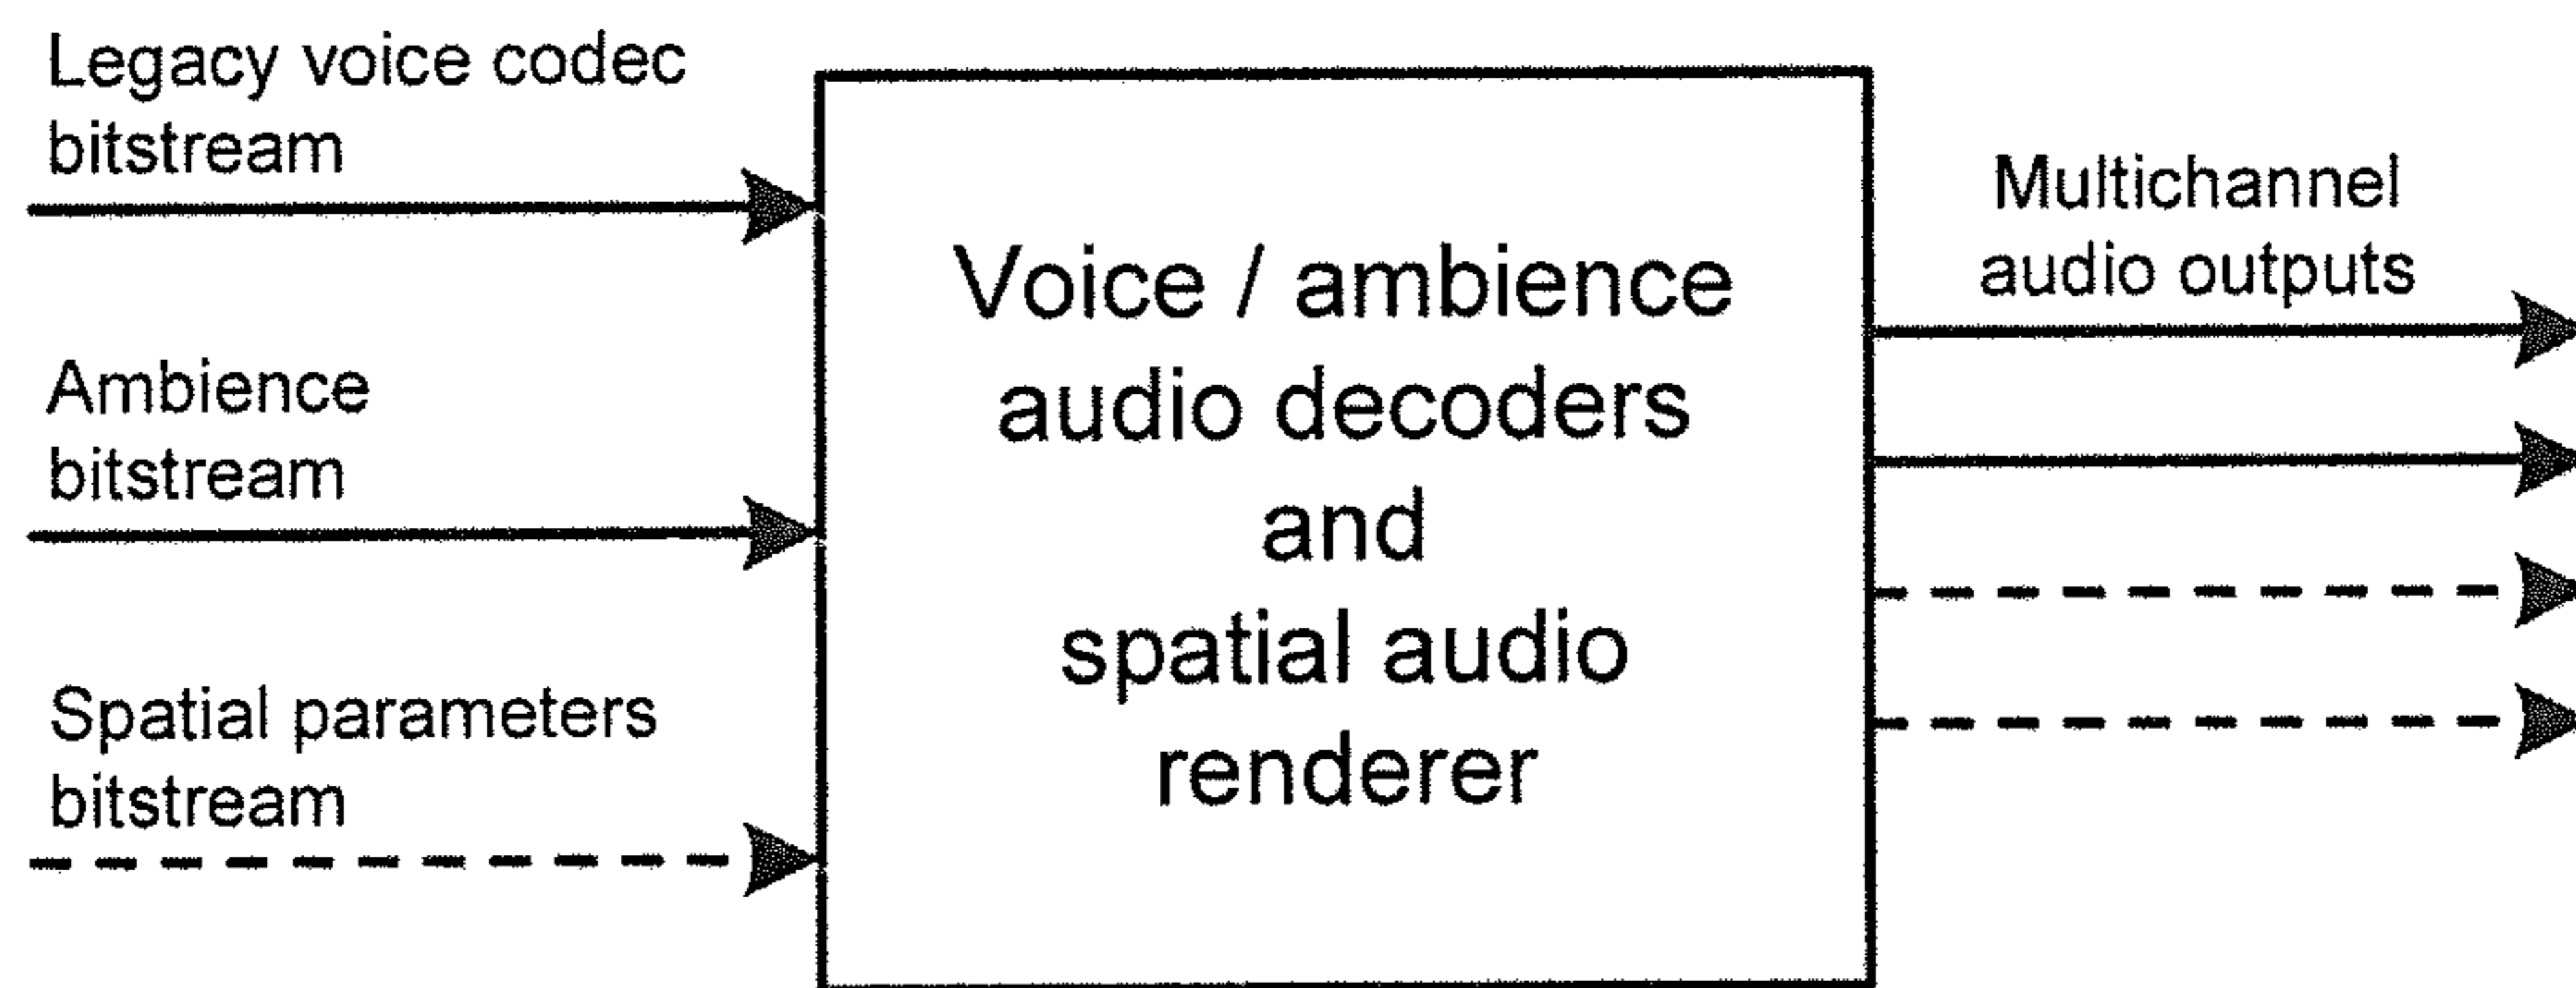 Legacy voice codec
bitstream
Ambience
bitstream
Spatial parameters
bitstream
Voice / ambience
audio decoders
and
spatial audio
renderer
Multichannel
audio outputs